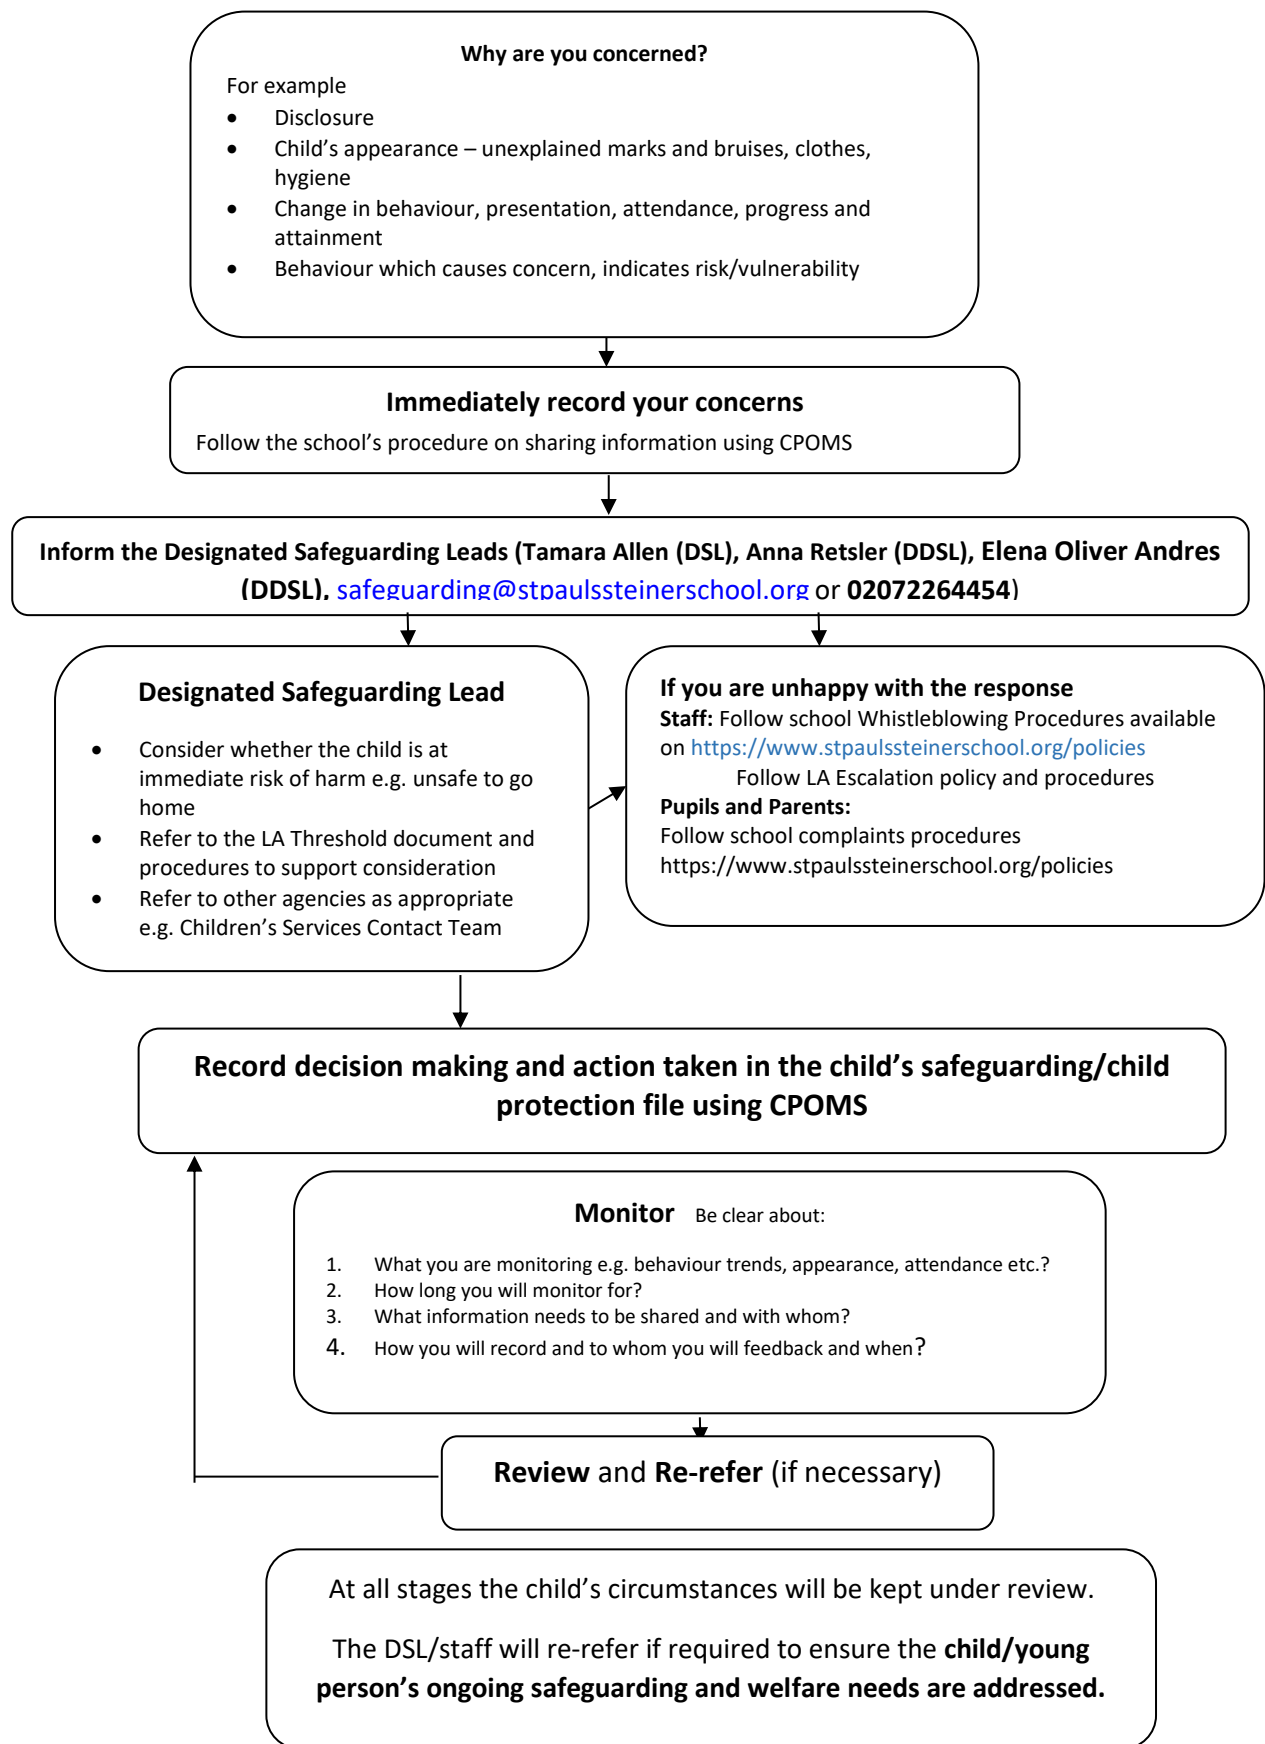 Why are you concerned?
For example
• Disclosure
• Child's appearance – unexplained marks and bruises, clothes,
hygiene
• Change in behaviour, presentation, attendance, progress and
attainment
• Behaviour which causes concern, indicates risk/vulnerability
Immediately record your concerns
Follow the school's procedure on sharing information using CPOMS
Inform the Designated Safeguarding Leads (Tamara Allen (DSL), Anna Retsler (DDSL), Elena Oliver Andres
(DDSL), safeguarding@stpaulssteinerschool.org or 02072264454)
Designated Safeguarding Lead
• Consider whether the child is at
immediate risk of harm e.g. unsafe to go
home
• Refer to the LA Threshold document and
procedures to support consideration
• Refer to other agencies as appropriate
e.g. Children's Services Contact Team
If you are unhappy with the response
Staff: Follow school Whistleblowing Procedures available
on https://www.stpaulssteinerschool.org/policies
Follow LA Escalation policy and procedures
Pupils and Parents:
Follow school complaints procedures
https://www.stpaulssteinerschool.org/policies
Record decision making and action taken in the child's safeguarding/child
protection file using CPOMS
Monitor Be clear about:
1. What you are monitoring e.g. behaviour trends, appearance, attendance etc.?
2. How long you will monitor for?
3. What information needs to be shared and with whom?
4. How you will record and to whom you will feedback and when?
Review and Re-refer (if necessary)
At all stages the child's circumstances will be kept under review.
The DSL/staff will re-refer if required to ensure the child/young
person's ongoing safeguarding and welfare needs are addressed.